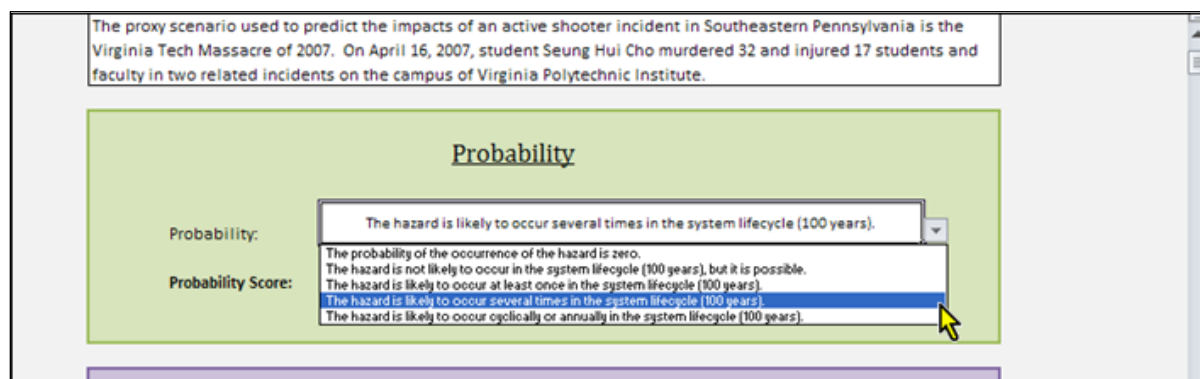 The proxy scenario used to predict the impacts of an active shooter incident in Southeastern Pennsylvania is the
Virginia Tech Massacre of 2007.  On April 16, 2007, student Seung Hui Cho murdered 32 and injured 17 students and
faculty in two related incidents on the campus of Virginia Polytechnic Institute.
Probability
Probability:
The hazard is likely to occur several times in the system lifecycle (100 years).
Probability Score:
The probability of the occurrence of the hazard is zero.
The hazard is not likely to occur in the system lifecycle (100 years), but it is possible.
The hazard is likely to occur at least once in the system lifecycle (100 years).
The hazard is likely to occur several times in the system lifecycle (100 years).
The hazard is likely to occur cyclically or annually in the system lifecycle (100 years).